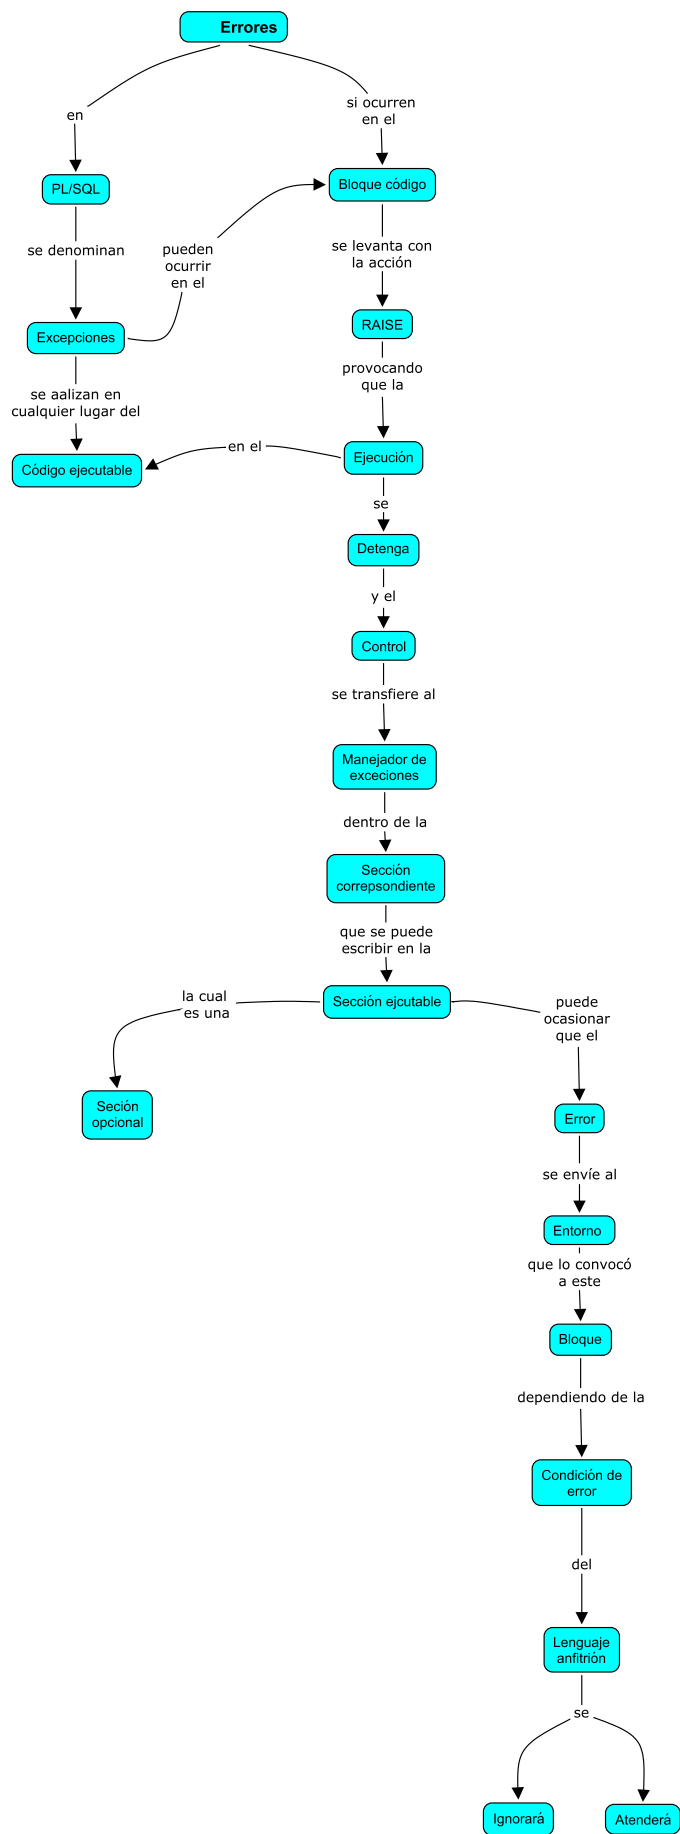 Errores
en
si ocurren
en el
PL/SQL
Bloque código
se denominan
pueden
ocurrir
en el
se levanta con
la acción
Excepciones
RAISE
se aalizan en
cualquier lugar del
provocando
que la
Código ejecutable
en el
Ejecución
se
Detenga
y el
Control
se transfiere al
Manejador de
exceciones
dentro de la
Sección
correpsondiente
que se puede
escribir en la
Sección ejcutable
la cual
es una
puede
ocasionar
que el
Seción
opcional
Error
se envíe al
Entorno
que lo convocó
a este
Bloque
dependiendo de la
Condición de
error
del
Lenguaje
anfitrión
se
Ignorará
Atenderá